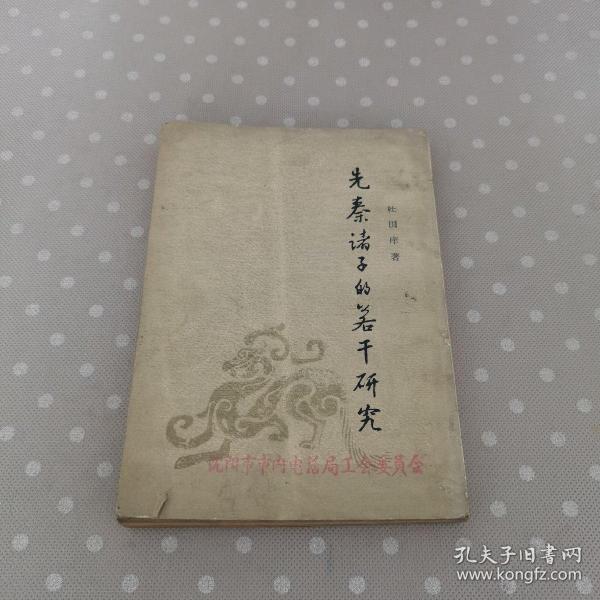 先秦诸子的若干研究
杜国庠著
沈阳市市内电话局工会委员会
孔夫子旧书网
www.kongfz.com